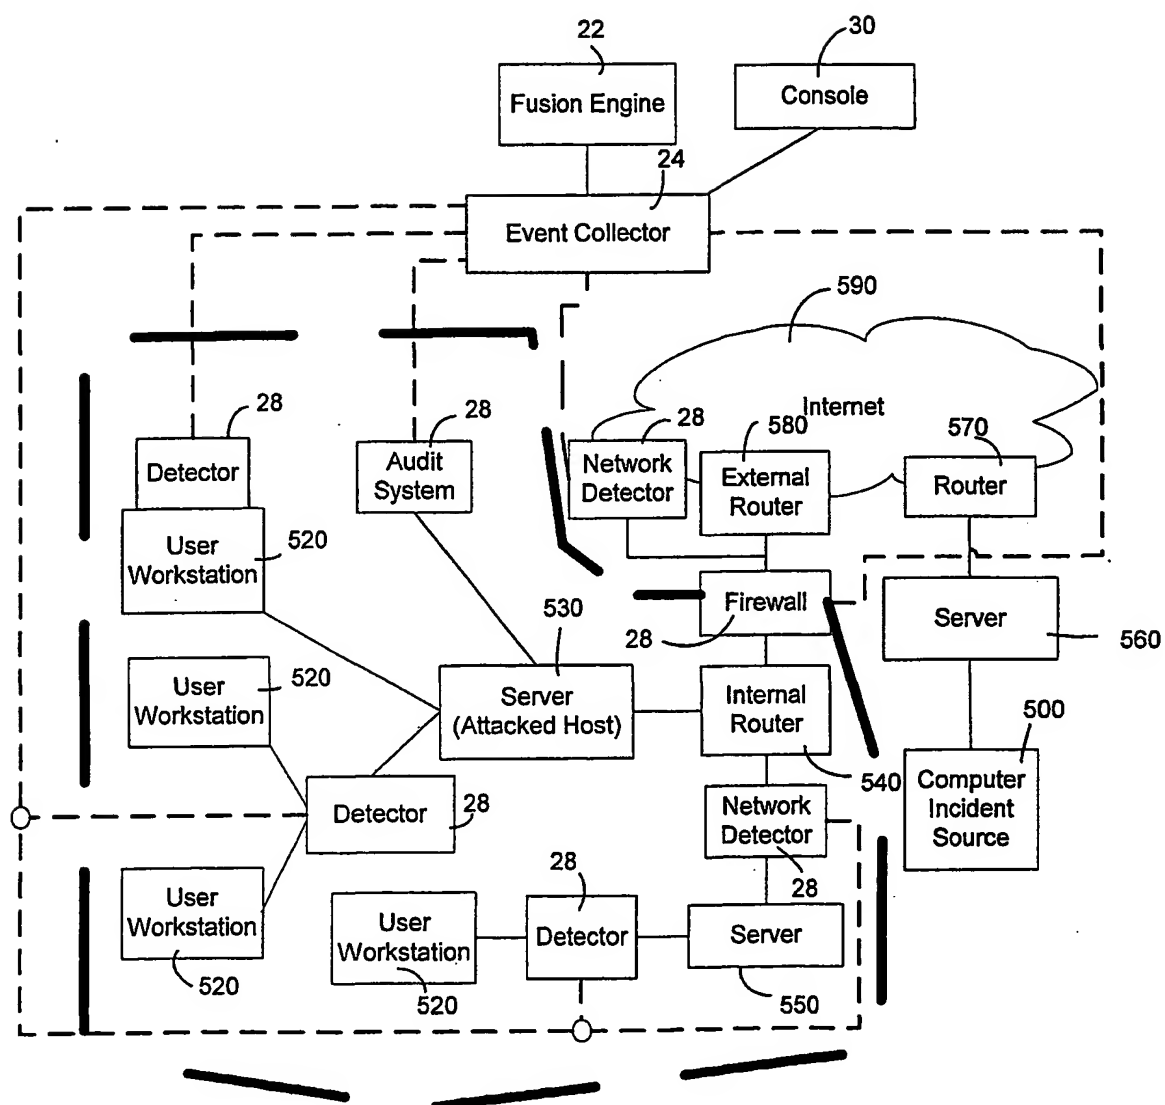 22
30
Fusion Engine
Console
24
Event Collector
590
Internet
28
28
28
580
570
Detector
Audit
System
Network
Detector
External
Router
Router
User
Workstation
520
530
Firewall
28
Server
560
User
Workstation
520
Server
(Attacked Host)
Internal
Router
540
500
Computer
Incident
Source
Detector
28
Network
Detector
28
User
Workstation
520
28
User
Workstation
520
Detector
Server
550